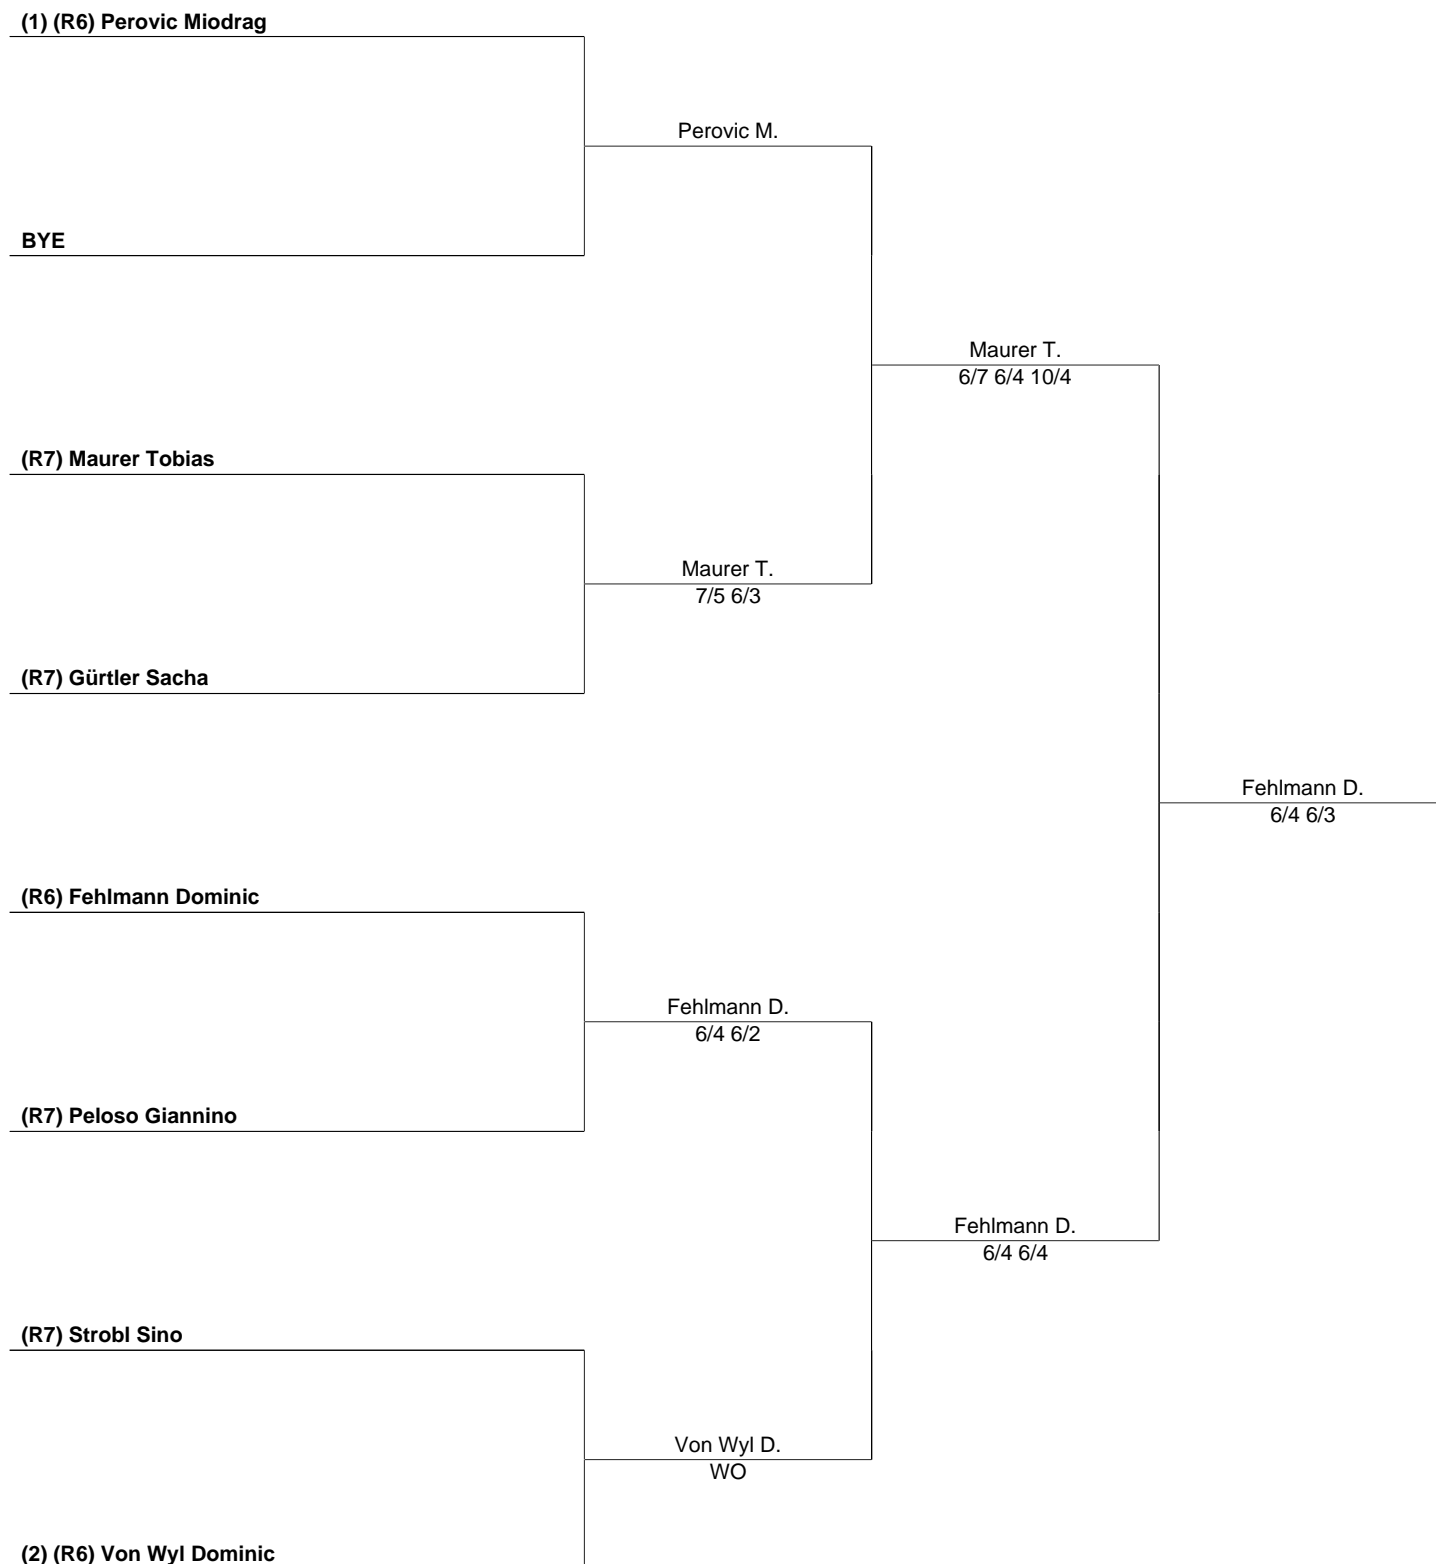 (1) (R6) Perovic Miodrag
Perovic M.
BYE
Maurer T.
6/7 6/4 10/4
(R7) Maurer Tobias
Maurer T.
7/5 6/3
(R7) Gürtler Sacha
Fehlmann D.
6/4 6/3
(R6) Fehlmann Dominic
Fehlmann D.
6/4 6/2
(R7) Peloso Giannino
Fehlmann D.
6/4 6/4
(R7) Strobl Sino
Von Wyl D.
WO
(2) (R6) Von Wyl Dominic